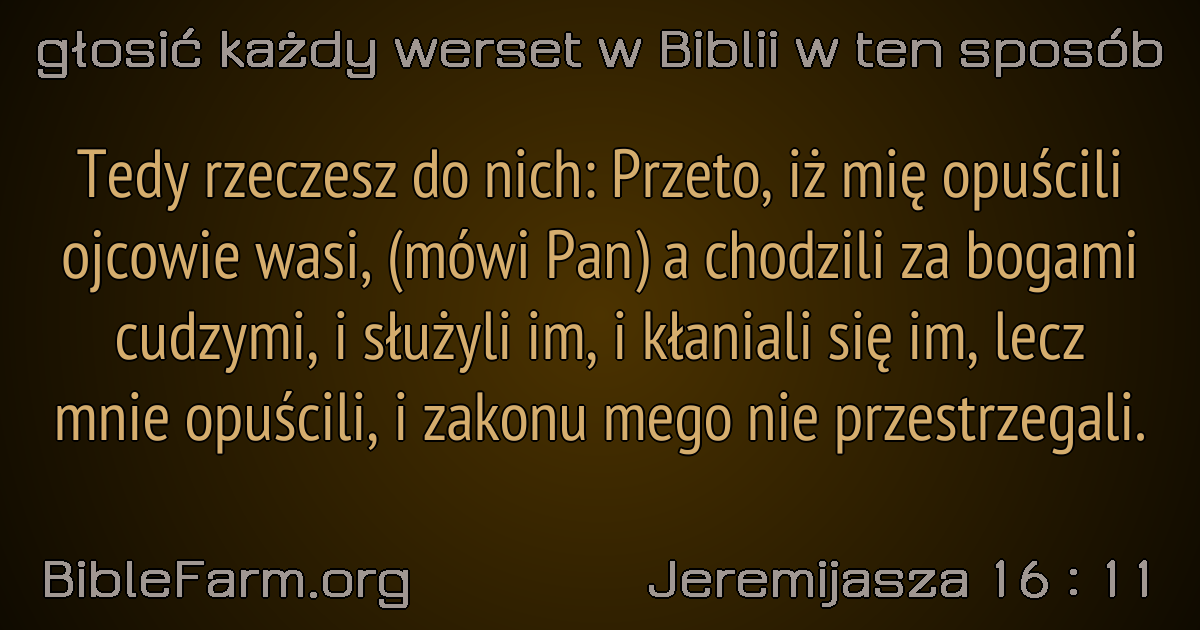 głosić każdy werset w Biblii w ten sposób
Tedy rzeczesz do nich: Przeto, iż mię opuścili
ojcowie wasi, (mówi Pan) a chodzili za bogami
cudzymi, i służyli im, i kłaniali się im, lecz
mnie opuścili, i zakonu mego nie przestrzegali.
BibleFarm.org
Jeremijasza 16 : 11